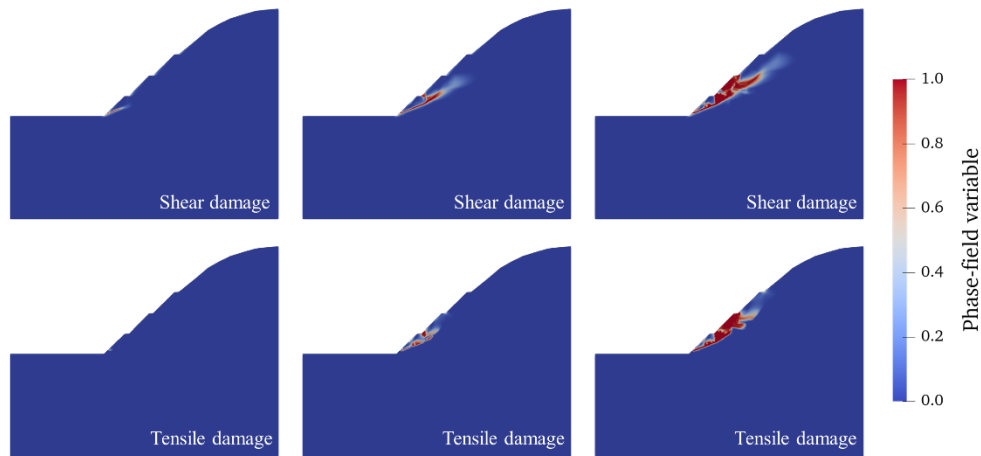 Shear damage
Shear damage
Shear damage
Tensile damage
Tensile damage
Tensile damage
1.0
0.8
0.6
0.4
0.2
0.0
Phase-field variable